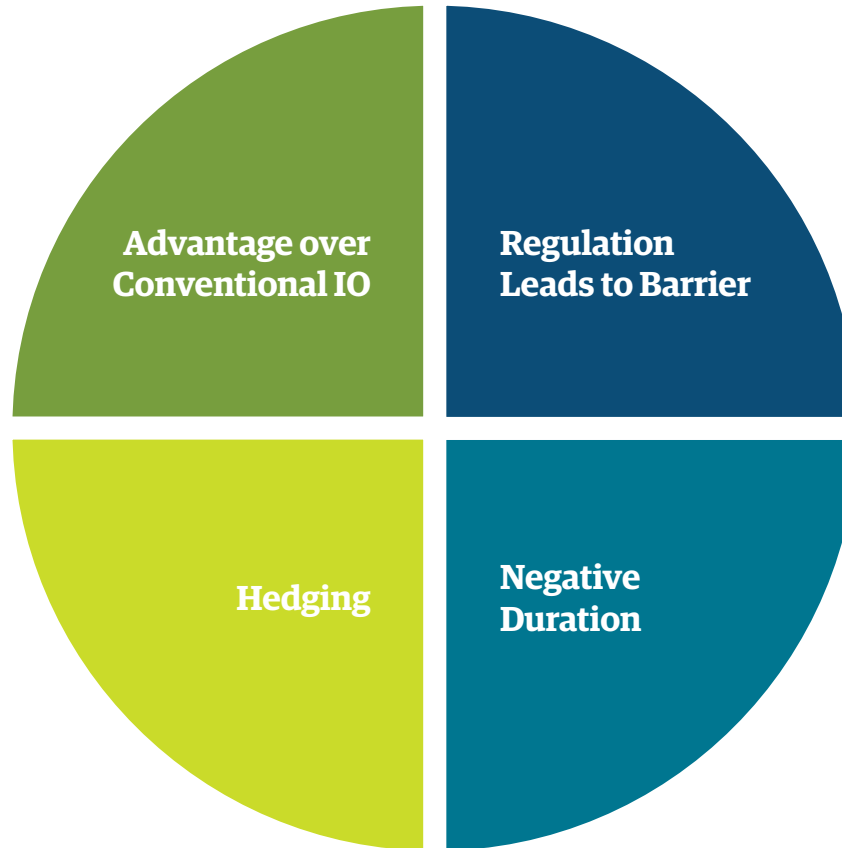 Advantage over
Conventional IO
Regulation
Leads to Barrier
Hedging
Negative
Duration